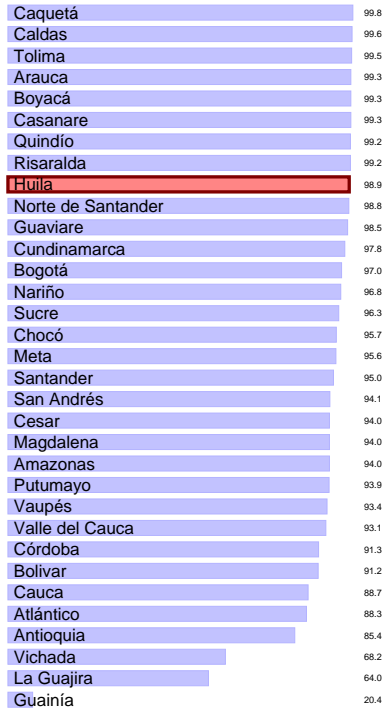 Caquetá 99.8
Caldas 99.6
Tolima 99.5
Arauca 99.3
Boyacá 99.3
Casanare 99.3
Quindío 99.2
Risaralda 99.2
Huila 98.9
Norte de Santander 98.8
Guaviare 98.5
Cundinamarca 97.8
Bogotá 97.0
Nariño 96.8
Sucre 96.3
Chocó 95.7
Meta 95.6
Santander 95.0
San Andrés 94.1
Cesar 94.0
Magdalena 94.0
Amazonas 94.0
Putumayo 93.9
Vaupés 93.4
Valle del Cauca 93.1
Córdoba 91.3
Bolivar 91.2
Cauca 88.7
Atlántico 88.3
Antioquia 85.4
Vichada 68.2
La Guajira 64.0
Guainía 20.4